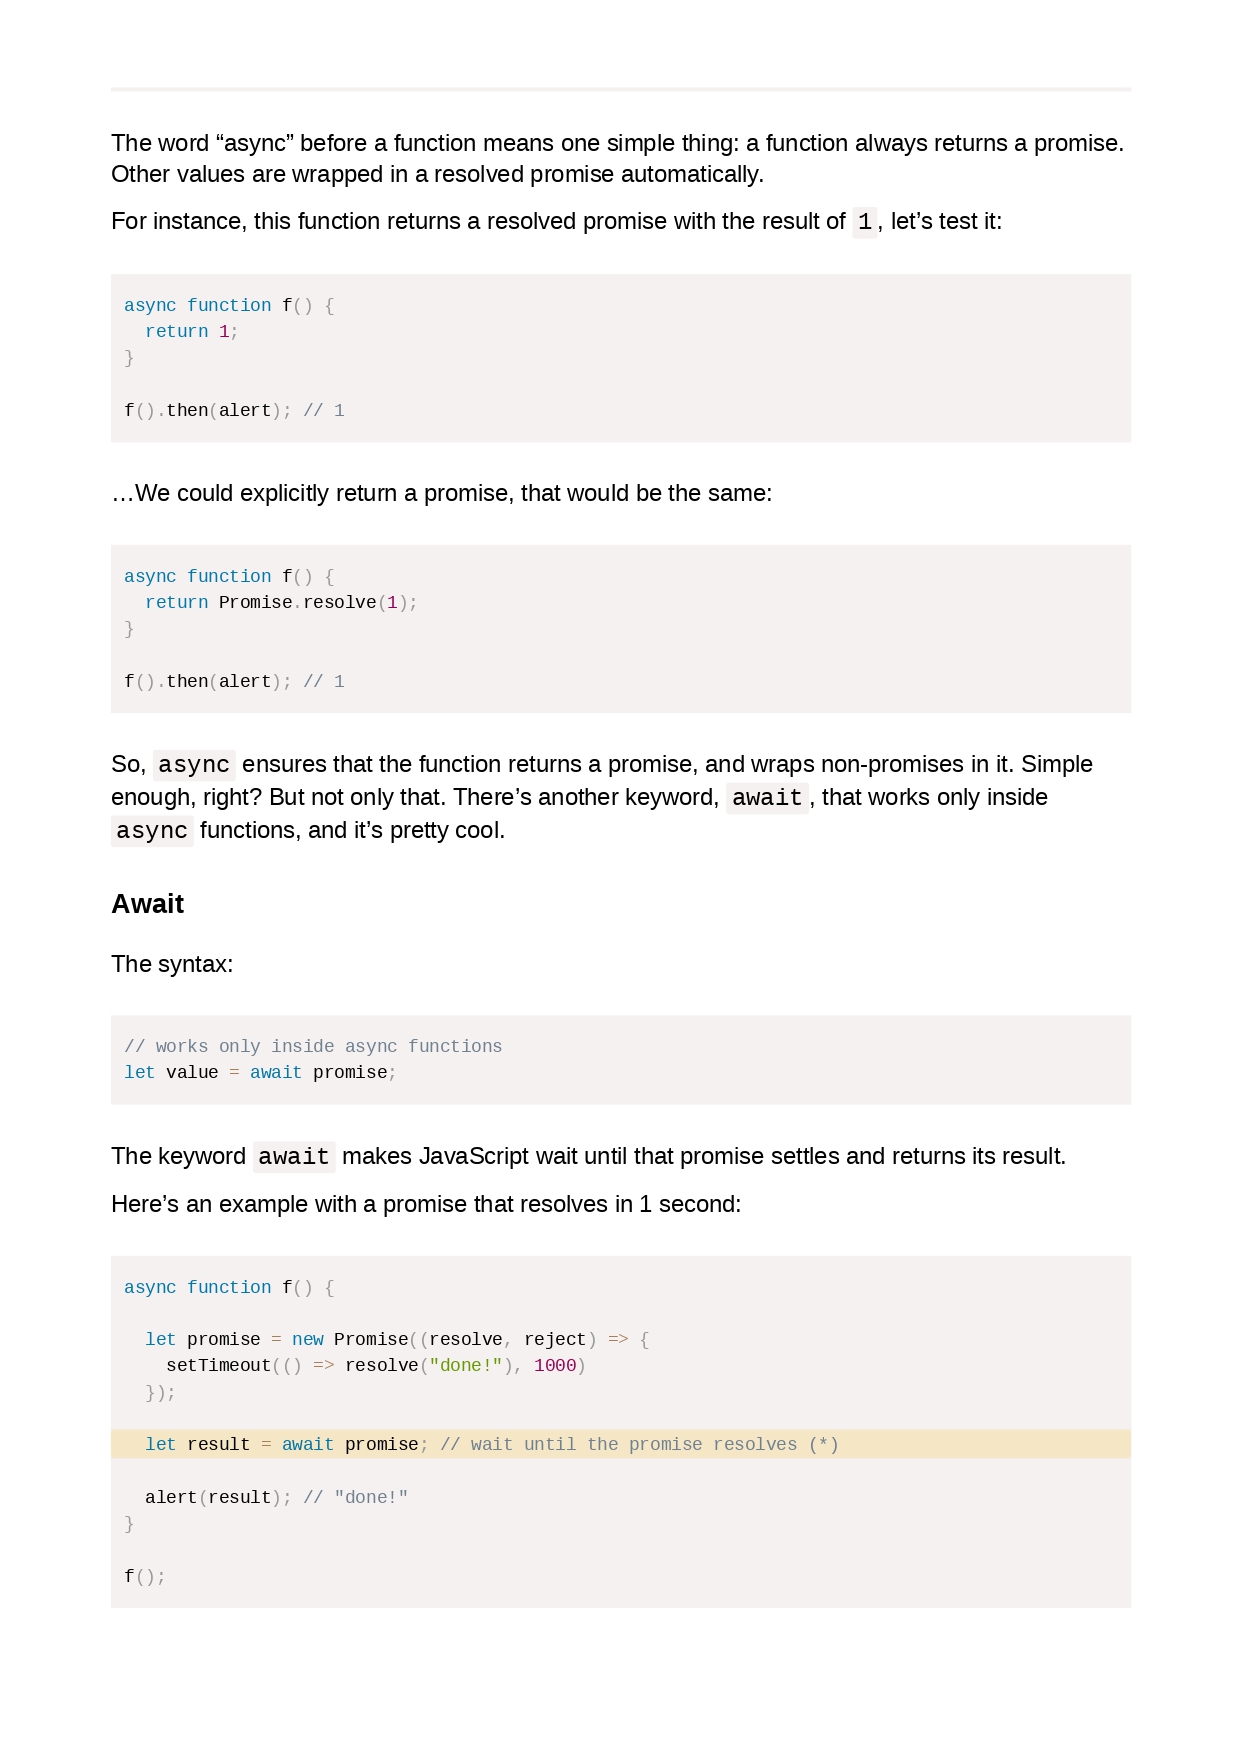 The word “async” before a function means one simple thing: a function always returns a promise.
Other values are wrapped in a resolved promise automatically.
For instance, this function returns a resolved promise with the result of 1, let’s test it:
async function f() {
  return 1;
}
f().then(alert); // 1
…We could explicitly return a promise, that would be the same:
async function f() {
  return Promise.resolve(1);
}
f().then(alert); // 1
So, async ensures that the function returns a promise, and wraps non-promises in it. Simple
enough, right? But not only that. There’s another keyword, await, that works only inside
async functions, and it’s pretty cool.
Await
The syntax:
// works only inside async functions
let value = await promise;
The keyword await makes JavaScript wait until that promise settles and returns its result.
Here’s an example with a promise that resolves in 1 second:
async function f() {
  let promise = new Promise((resolve, reject) => {
    setTimeout(() => resolve("done!"), 1000)
  });
  let result = await promise; // wait until the promise resolves (*)
  alert(result); // "done!"
}
f();